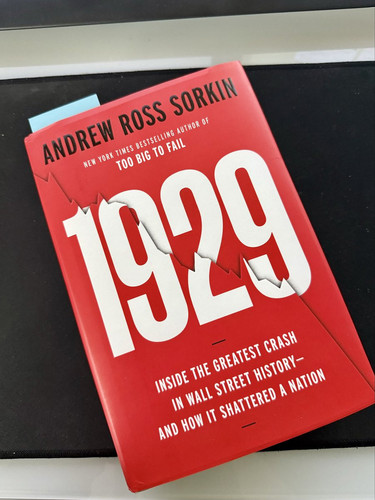 ANDREW ROSS SORKIN
NEW YORK TIMES BESTSELLING AUTHOR OF
TOO BIG TO FAIL
1929
INSIDE THE GREATEST CRASH
IN WALL STREET HISTORY—
AND HOW IT SHATTERED A NATION